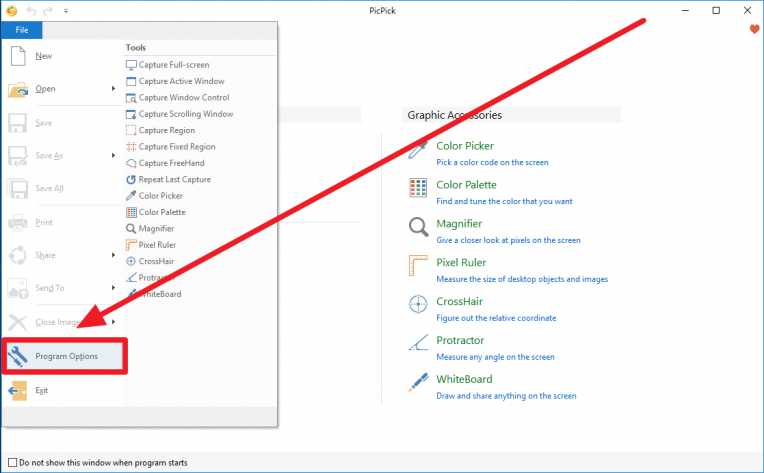 PicPick
File
New
Open
Save
Save As
Save All
Print
Share
Send To
Close Image
Program Options
Exit
Tools
Capture Full-screen
Capture Active Window
Capture Window Control
Capture Scrolling Window
Capture Region
Capture Fixed Region
Capture FreeHand
Repeat Last Capture
Color Picker
Color Palette
Magnifier
Pixel Ruler
CrossHair
Protractor
WhiteBoard
Graphic Accessories
Color Picker
Pick a color code on the screen
Color Palette
Find and tune the color that you want
Magnifier
Give a closer look at pixels on the screen
Pixel Ruler
Measure the size of desktop objects and images
CrossHair
Figure out the relative coordinate
Protractor
Measure any angle on the screen
WhiteBoard
Draw and share anything on the screen
Do not show this window when program starts